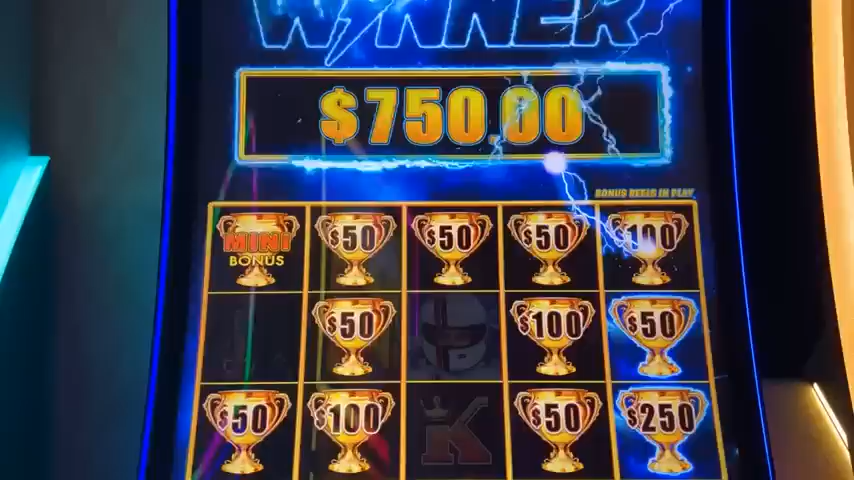 WINNER
$750.00
BONUS REELS IN PLAY
MINI BONUS $50 $50 $50 $100
$50 $100 $50
$50 $100 K $50 $250